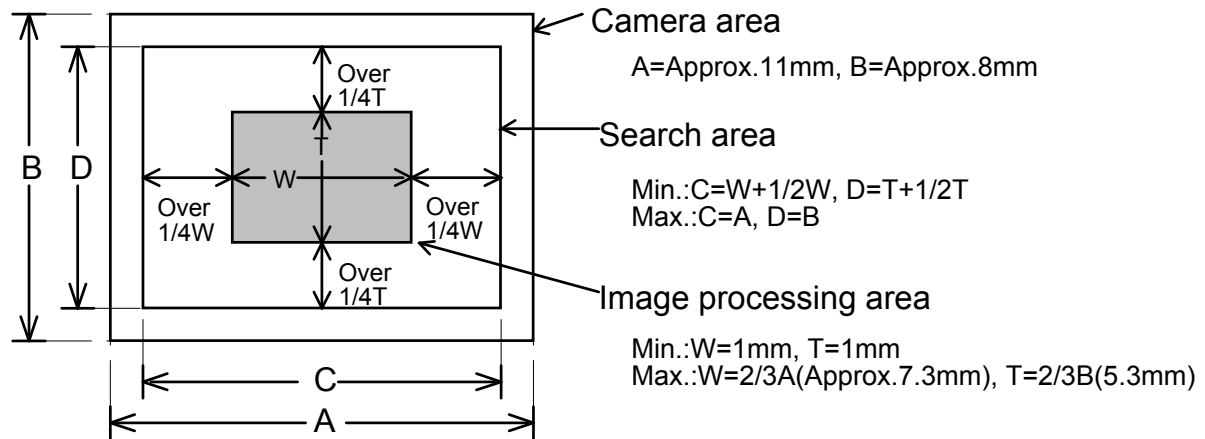 Camera area
A=Approx.11mm, B=Approx.8mm
Over
1/4T
T
Search area
B
D
W
Min.:C=W+1/2W, D=T+1/2T
Max.:C=A, D=B
Over
1/4W
Over
1/4W
Over
1/4T
Image processing area
Min.:W=1mm, T=1mm
Max.:W=2/3A(Approx.7.3mm), T=2/3B(5.3mm)
C
A